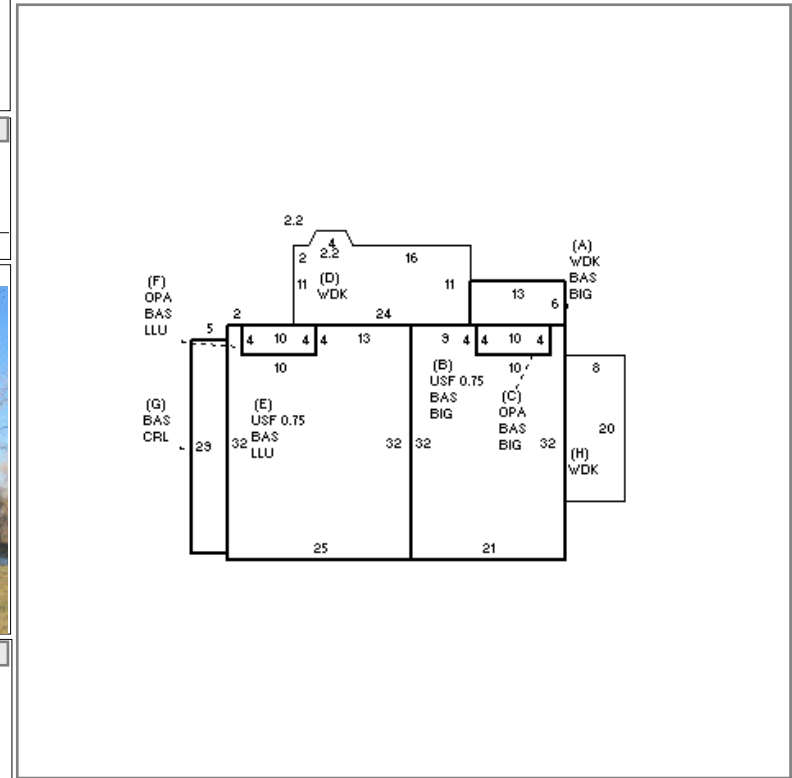 2.2
4
2 2.2 16
(A)
WDK
BAS
BIG
11 (D) 11
WDK
13
6
(F)
OPA
BAS
LLU
2 24
5
4 10 4 4 13 9 4 4 10 4
10 10
(B)
USF 0.75
BAS
BIG
8
(C)
OPA
BAS
BIG
(G)
BAS
CRL
(E)
USF 0.75
BAS
LLU
20
29 32 32 32 32
(H)
WDK
25 21